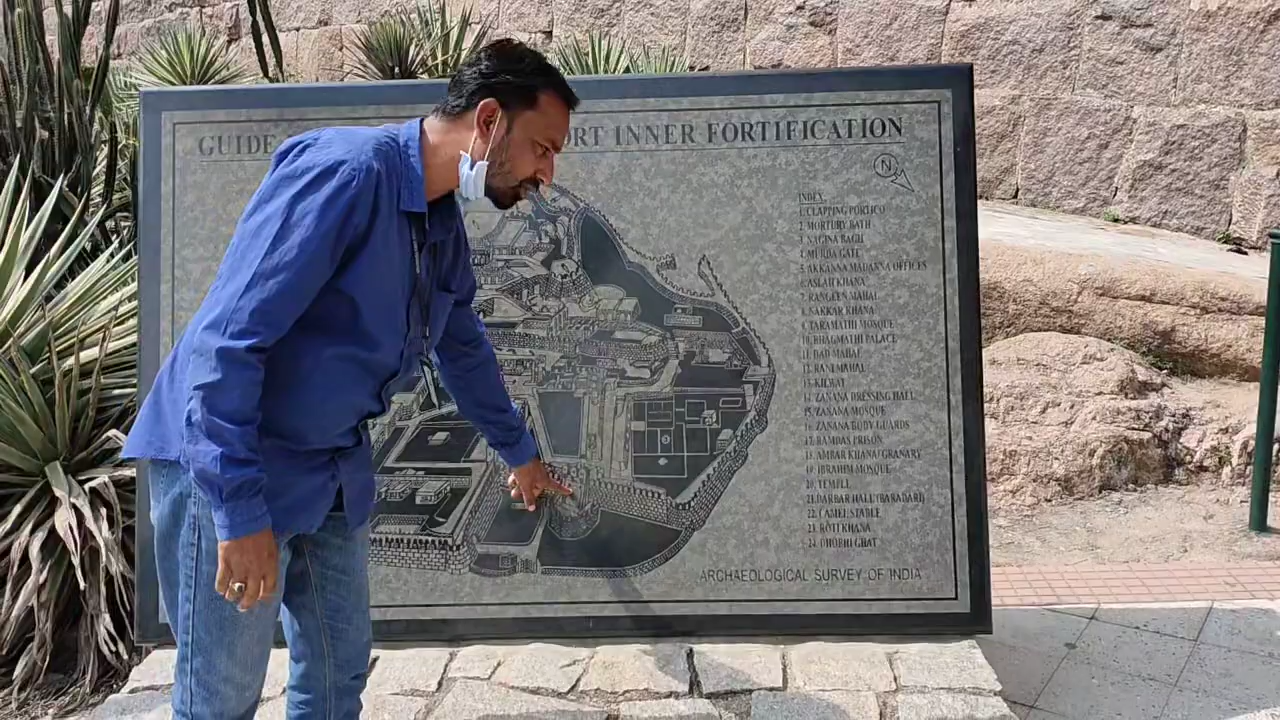 GUIDE RT INNER FORTIFICATION
N
INDEX.
1. CLAPPING PORTICO
2. MORTURY BATH
3. NAGINA BAGH
4. MURDA GATE
5. AKKANNA MADANNA OFFICES
6. ASLAH KHANA
7. RANGEEN MAHAL
8. NAKKAR KHANA
9. TARAMATHI MOSQUE
10. BHAGMATHI PALACE
11. DAD MAHAL
12. RANI MAHAL
13. KILWAT
14. ZANANA DRESSING HALL
15. ZANANA MOSQUE
16. ZANANA BODY GUARDS
17. RAMDAS PRISON
18. AMBAR KHANA/GRANARY
19. IBRAHIM MOSQUE
20. TEMPLE
21. DARBAR HALL (BARADARI)
22. CAMEL STABLE
23. ROTI KHANA
24. DHOBHI GHAT
3
ARCHAEOLOGICAL SURVEY OF INDIA